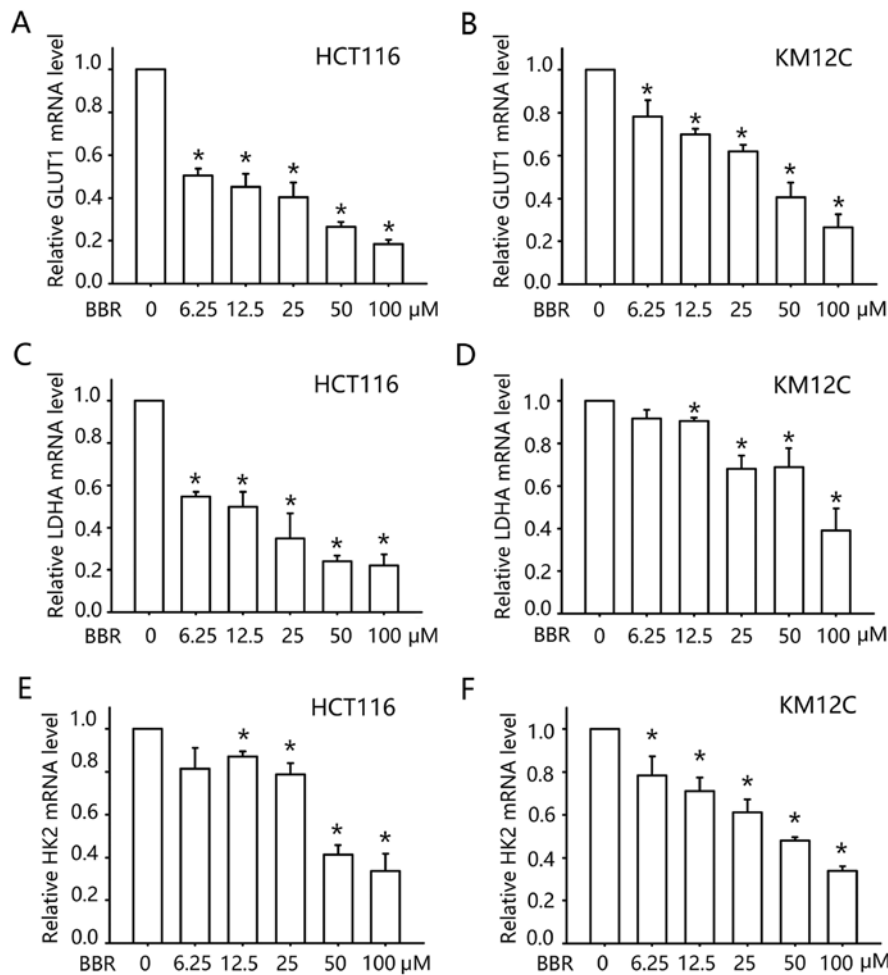 A
HCT116
Relative GLUT1 mRNA level
1.0
0.8
0.6
0.4
0.2
0.0
* * * * *
BBR 0 6.25 12.5 25 50 100 μM
B
KM12C
Relative GLUT1 mRNA level
1.0
0.8
0.6
0.4
0.2
0.0
* * * * *
BBR 0 6.25 12.5 25 50 100 μM
C
HCT116
Relative LDHA mRNA level
1.0
0.8
0.6
0.4
0.2
0.0
* * * * *
BBR 0 6.25 12.5 25 50 100 μM
D
KM12C
Relative LDHA mRNA level
1.0
0.8
0.6
0.4
0.2
0.0
* * * *
BBR 0 6.25 12.5 25 50 100 μM
E
HCT116
Relative HK2 mRNA level
1.0
0.8
0.6
0.4
0.2
0.0
* * * *
BBR 0 6.25 12.5 25 50 100 μM
F
KM12C
Relative HK2 mRNA level
1.0
0.8
0.6
0.4
0.2
0.0
* * * * *
BBR 0 6.25 12.5 25 50 100 μM